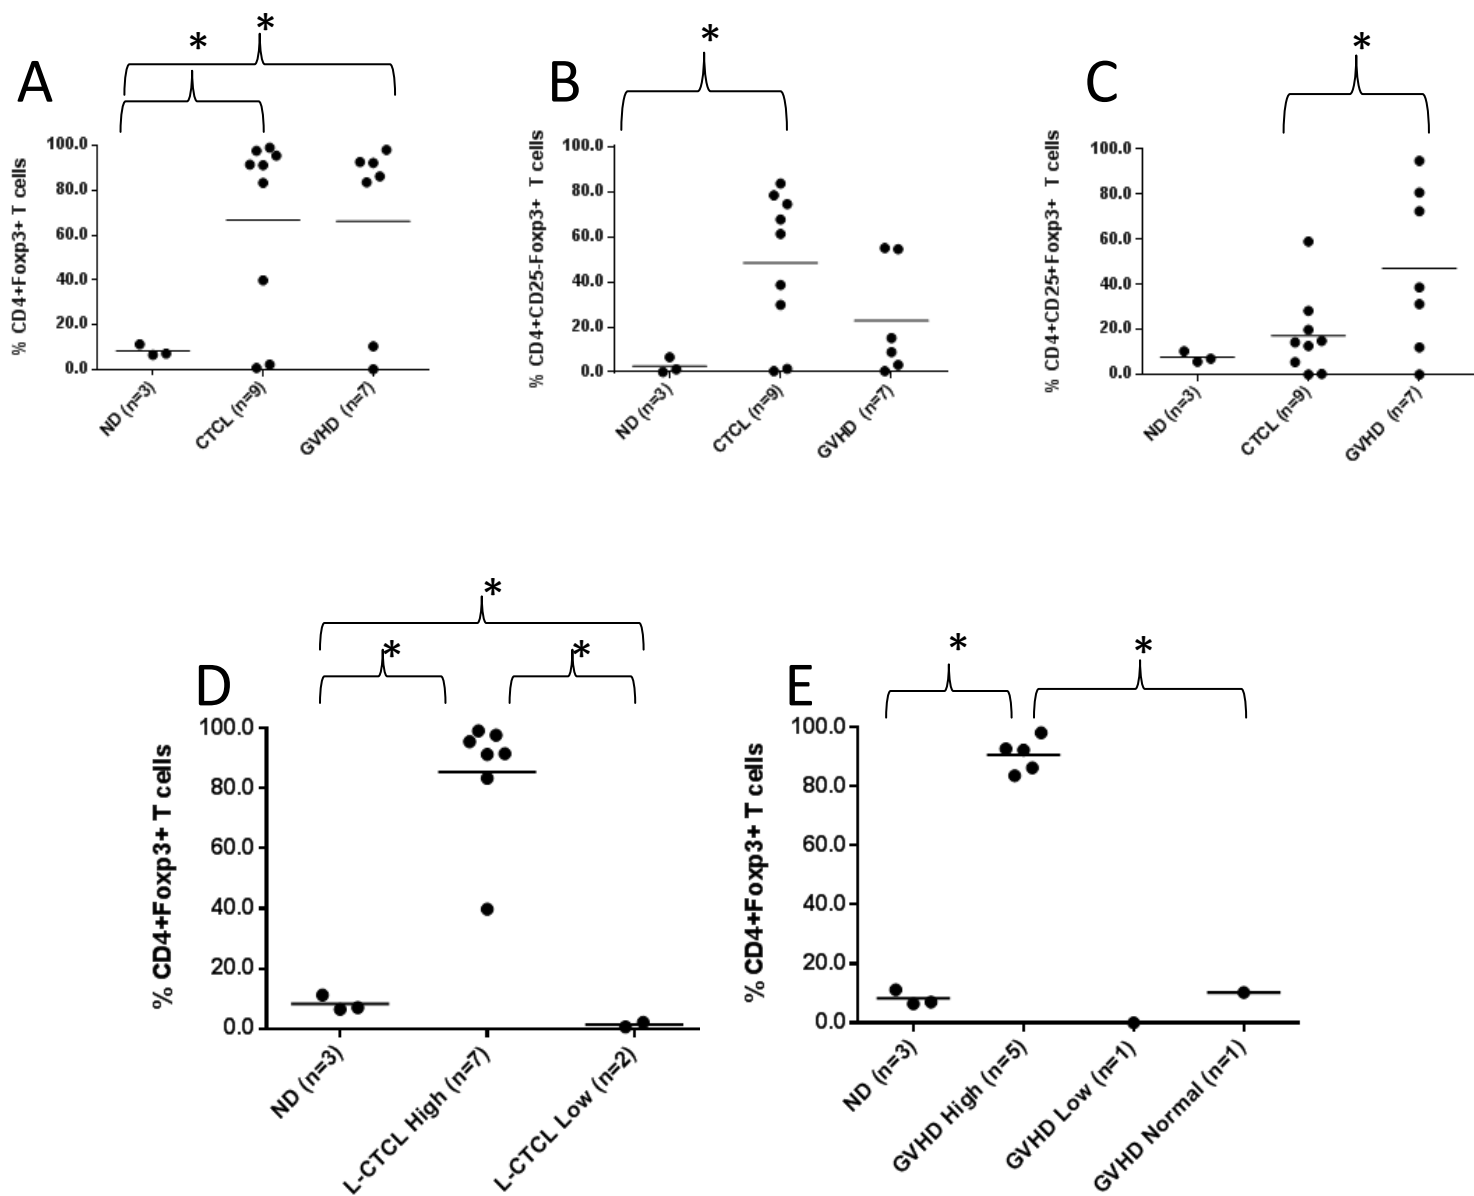 *
*
A
% CD4+Foxp3+ T cells
100.0
80.0
60.0
40.0
20.0
0.0
ND (n=3)
CTCL (n=9)
GVHD (n=7)
*
B
% CD4+CD25-Foxp3+ T cells
100.0
80.0
60.0
40.0
20.0
0.0
ND (n=3)
CTCL (n=9)
GVHD (n=7)
*
C
% CD4+CD25+Foxp3+ T cells
100.0
80.0
60.0
40.0
20.0
0.0
ND (n=3)
CTCL (n=9)
GVHD (n=7)
*
*
*
D
% CD4+Foxp3+ T cells
100.0
80.0
60.0
40.0
20.0
0.0
ND (n=3)
L-CTCL High (n=7)
L-CTCL Low (n=2)
*
*
E
% CD4+Foxp3+ T cells
100.0
80.0
60.0
40.0
20.0
0.0
ND (n=3)
GVHD High (n=5)
GVHD Low (n=1)
GVHD Normal (n=1)